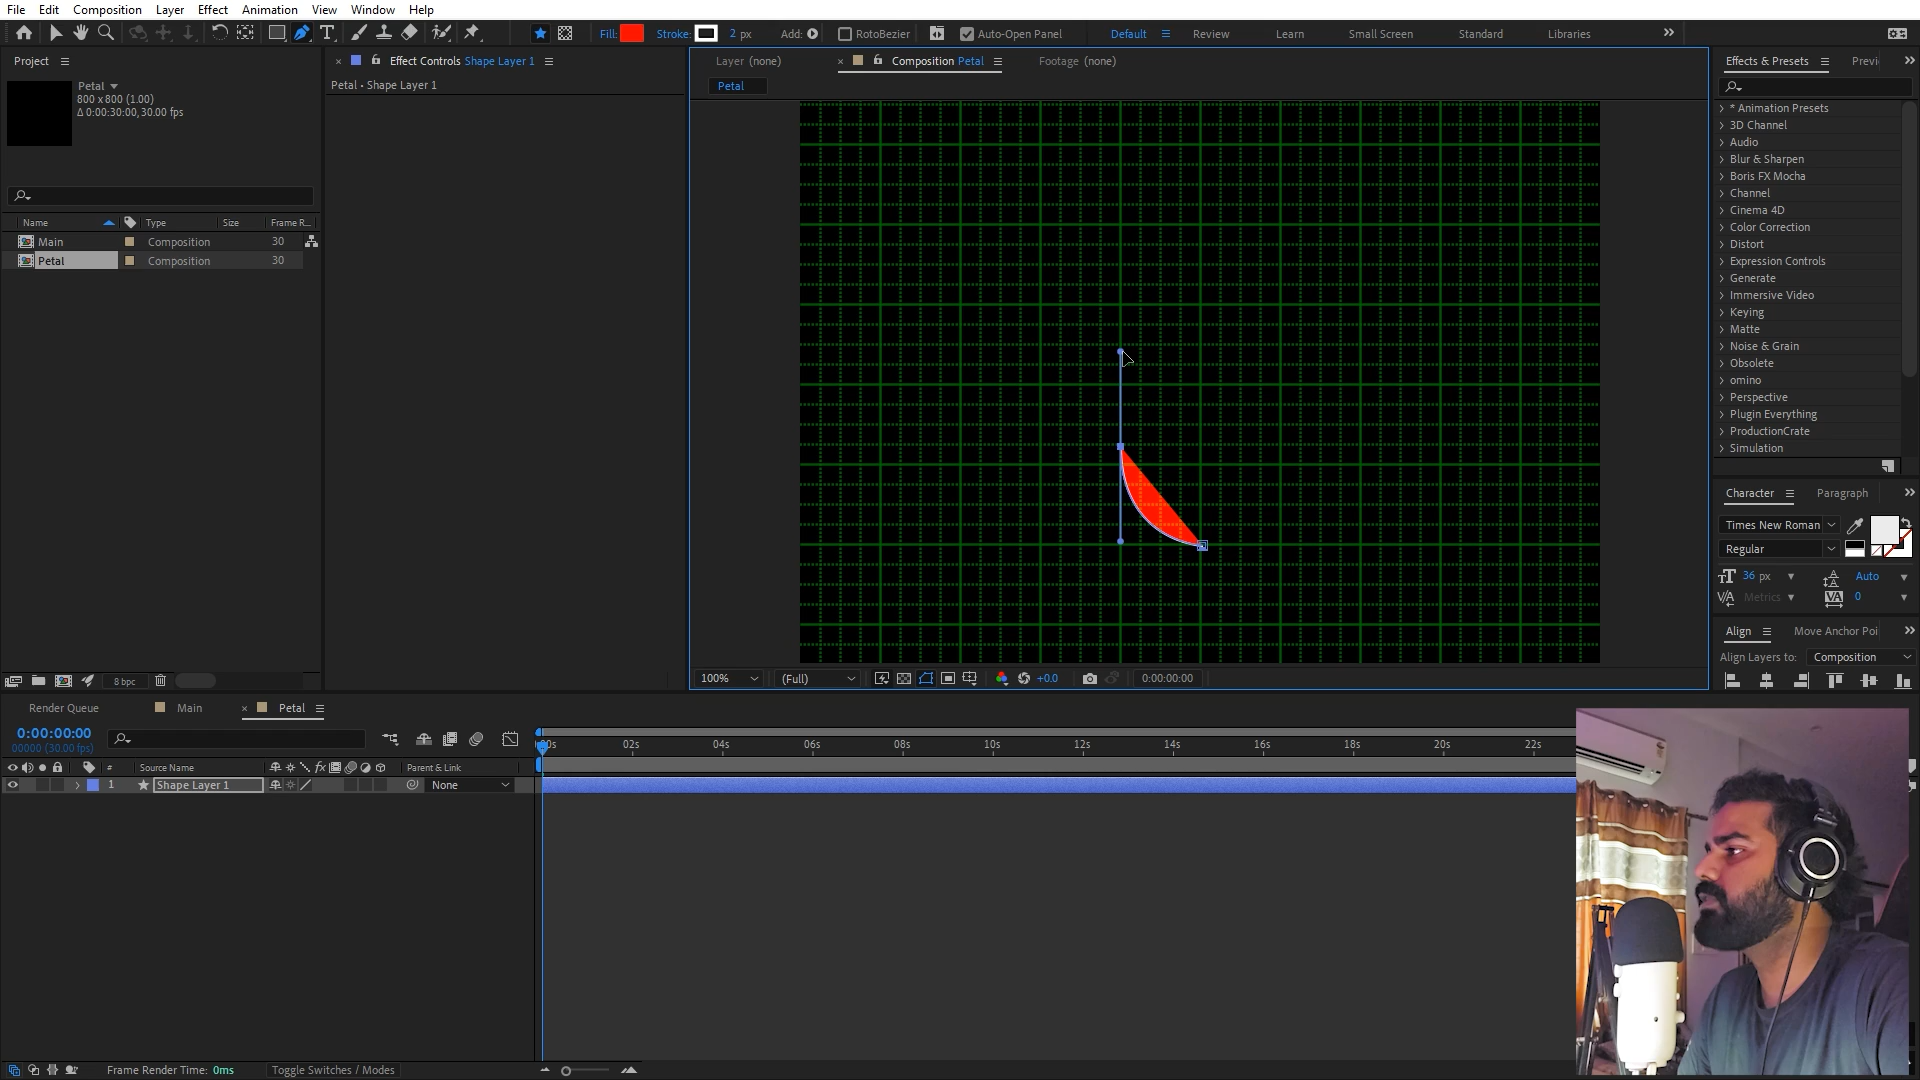 File Edit Composition Layer Effect Animation View Window Help
Fill: Stroke: 2 px Add: RotoBezier Auto-Open Panel Default Review Learn Small Screen Standard Libraries
Project
Petal
800 x 800 (1.00)
Δ 0:00:30:00, 30.00 fps)
Name Type Size Frame R...
Main Composition 30
Petal Composition 30
8 bpc
Effect Controls Shape Layer 1
Petal • Shape Layer 1
Layer (none) Composition Petal Footage (none)
Petal
100% (Full) +0.0 0:00:00:00
Effects & Presets Previ
* Animation Presets
3D Channel
Audio
Blur & Sharpen
Boris FX Mocha
Channel
Cinema 4D
Color Correction
Distort
Expression Controls
Generate
Immersive Video
Keying
Matte
Noise & Grain
Obsolete
omino
Perspective
Plugin Everything
ProductionCrate
Simulation
Character Paragraph
Times New Roman
Regular
36 px Auto
Metrics 0
Align Move Anchor Poi
Align Layers to: Composition
Render Queue Main Petal
0:00:00:00
00000 (30.00 fps)
02s 04s 06s 08s 10s 12s 14s 16s 18s 20s 22s
# Source Name fx Parent & Link
1 Shape Layer 1 None
Frame Render Time: 0ms Toggle Switches / Modes